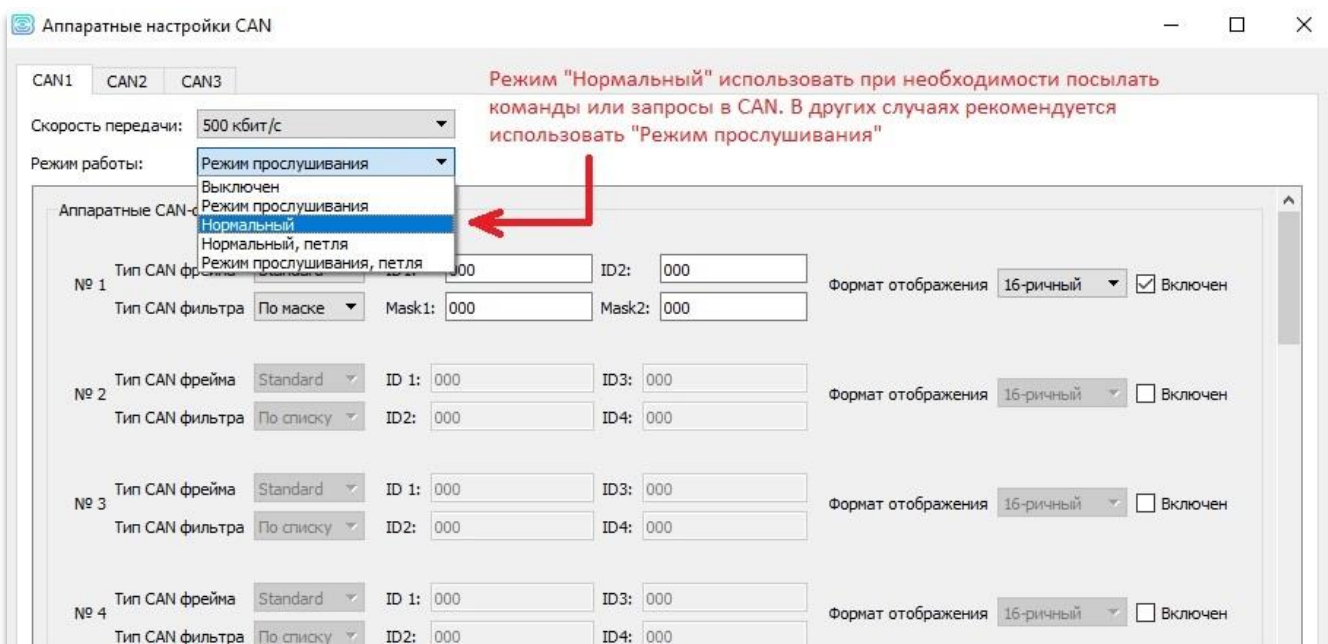 Аппаратные настройки CAN
CAN1 CAN2 CAN3
Режим "Нормальный" использовать при необходимости посылать
команды или запросы в CAN. В других случаях рекомендуется
использовать "Режим прослушивания"
Скорость передачи: 500 кбит/с
Режим работы: Режим прослушивания
Выключен
Режим прослушивания
Нормальный
Нормальный, петля
Режим прослушивания, петля
Аппаратные CAN-
№ 1
Тип CAN 000 ID2: 000
Тип CAN фильтра По маске Mask1: 000 Mask2: 000
Формат отображения 16-ричный Включен
№ 2
Тип CAN фрейма Standard ID 1: 000 ID3: 000
Тип CAN фильтра По списку ID2: 000 ID4: 000
Формат отображения 16-ричный Включен
№ 3
Тип CAN фрейма Standard ID 1: 000 ID3: 000
Тип CAN фильтра По списку ID2: 000 ID4: 000
Формат отображения 16-ричный Включен
№ 4
Тип CAN фрейма Standard ID 1: 000 ID3: 000
Тип CAN фильтра По списку ID2: 000 ID4: 000
Формат отображения 16-ричный Включен